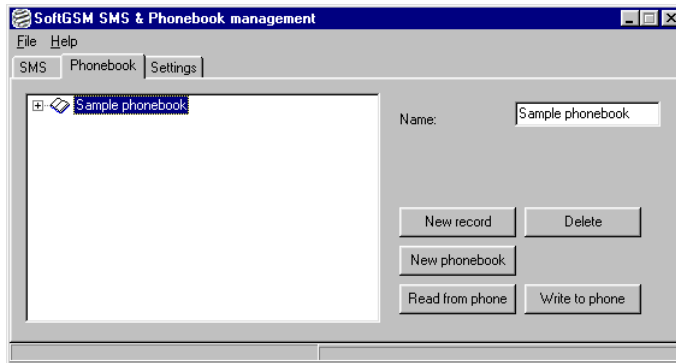 SoftGSM SMS & Phonebook management
File Help
SMS Phonebook Settings
Sample phonebook
Name: Sample phonebook
New record Delete
New phonebook
Read from phone Write to phone